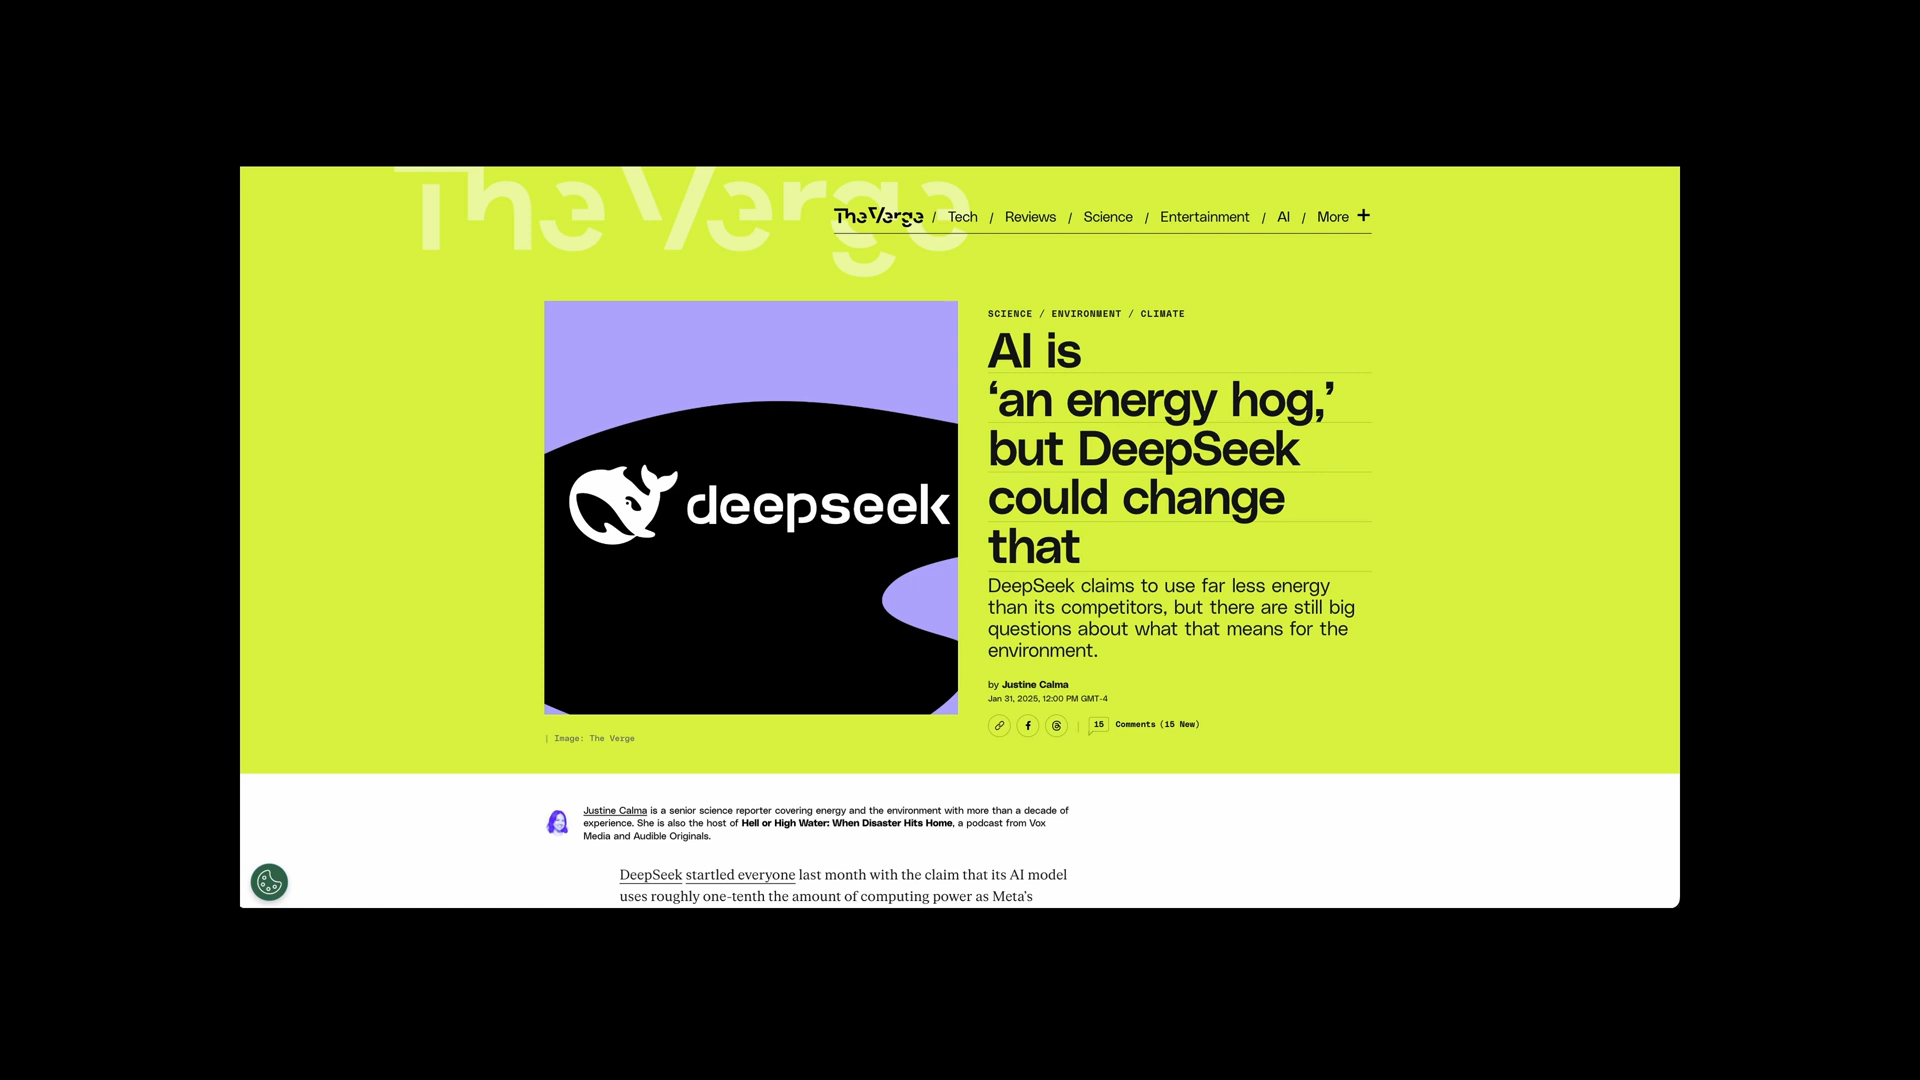 The Verge
The Verge / Tech / Reviews / Science / Entertainment / AI / More +
deepseek
| Image: The Verge
SCIENCE / ENVIRONMENT / CLIMATE
AI is
‘an energy hog,’
but DeepSeek
could change
that
DeepSeek claims to use far less energy
than its competitors, but there are still big
questions about what that means for the
environment.
by Justine Calma
Jan 31, 2025, 12:00 PM GMT-4
15 Comments (15 New)
Justine Calma is a senior science reporter covering energy and the environment with more than a decade of
experience. She is also the host of Hell or High Water: When Disaster Hits Home, a podcast from Vox
Media and Audible Originals.
DeepSeek startled everyone last month with the claim that its AI model
uses roughly one-tenth the amount of computing power as Meta’s